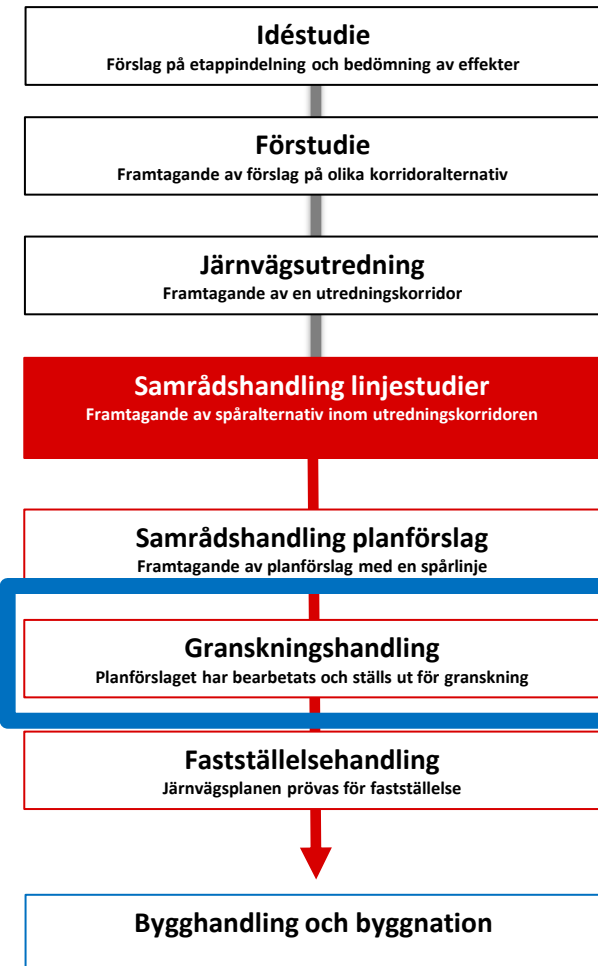 Idéstudie
Förslag på etappindelning och bedömning av effekter
Förstudie
Framtagande av förslag på olika korridoralternativ
Järnvägsutredning
Framtagande av en utredningskorridor
Samrådshandling linjestudier
Framtagande av spåralternativ inom utredningskorridoren
Samrådshandling planförslag
Framtagande av planförslag med en spårlinje
Granskningshandling
Planförslaget har bearbetats och ställs ut för granskning
Fastställelsehandling
Järnvägsplanen prövas för fastställelse
Bygghandling och byggnation